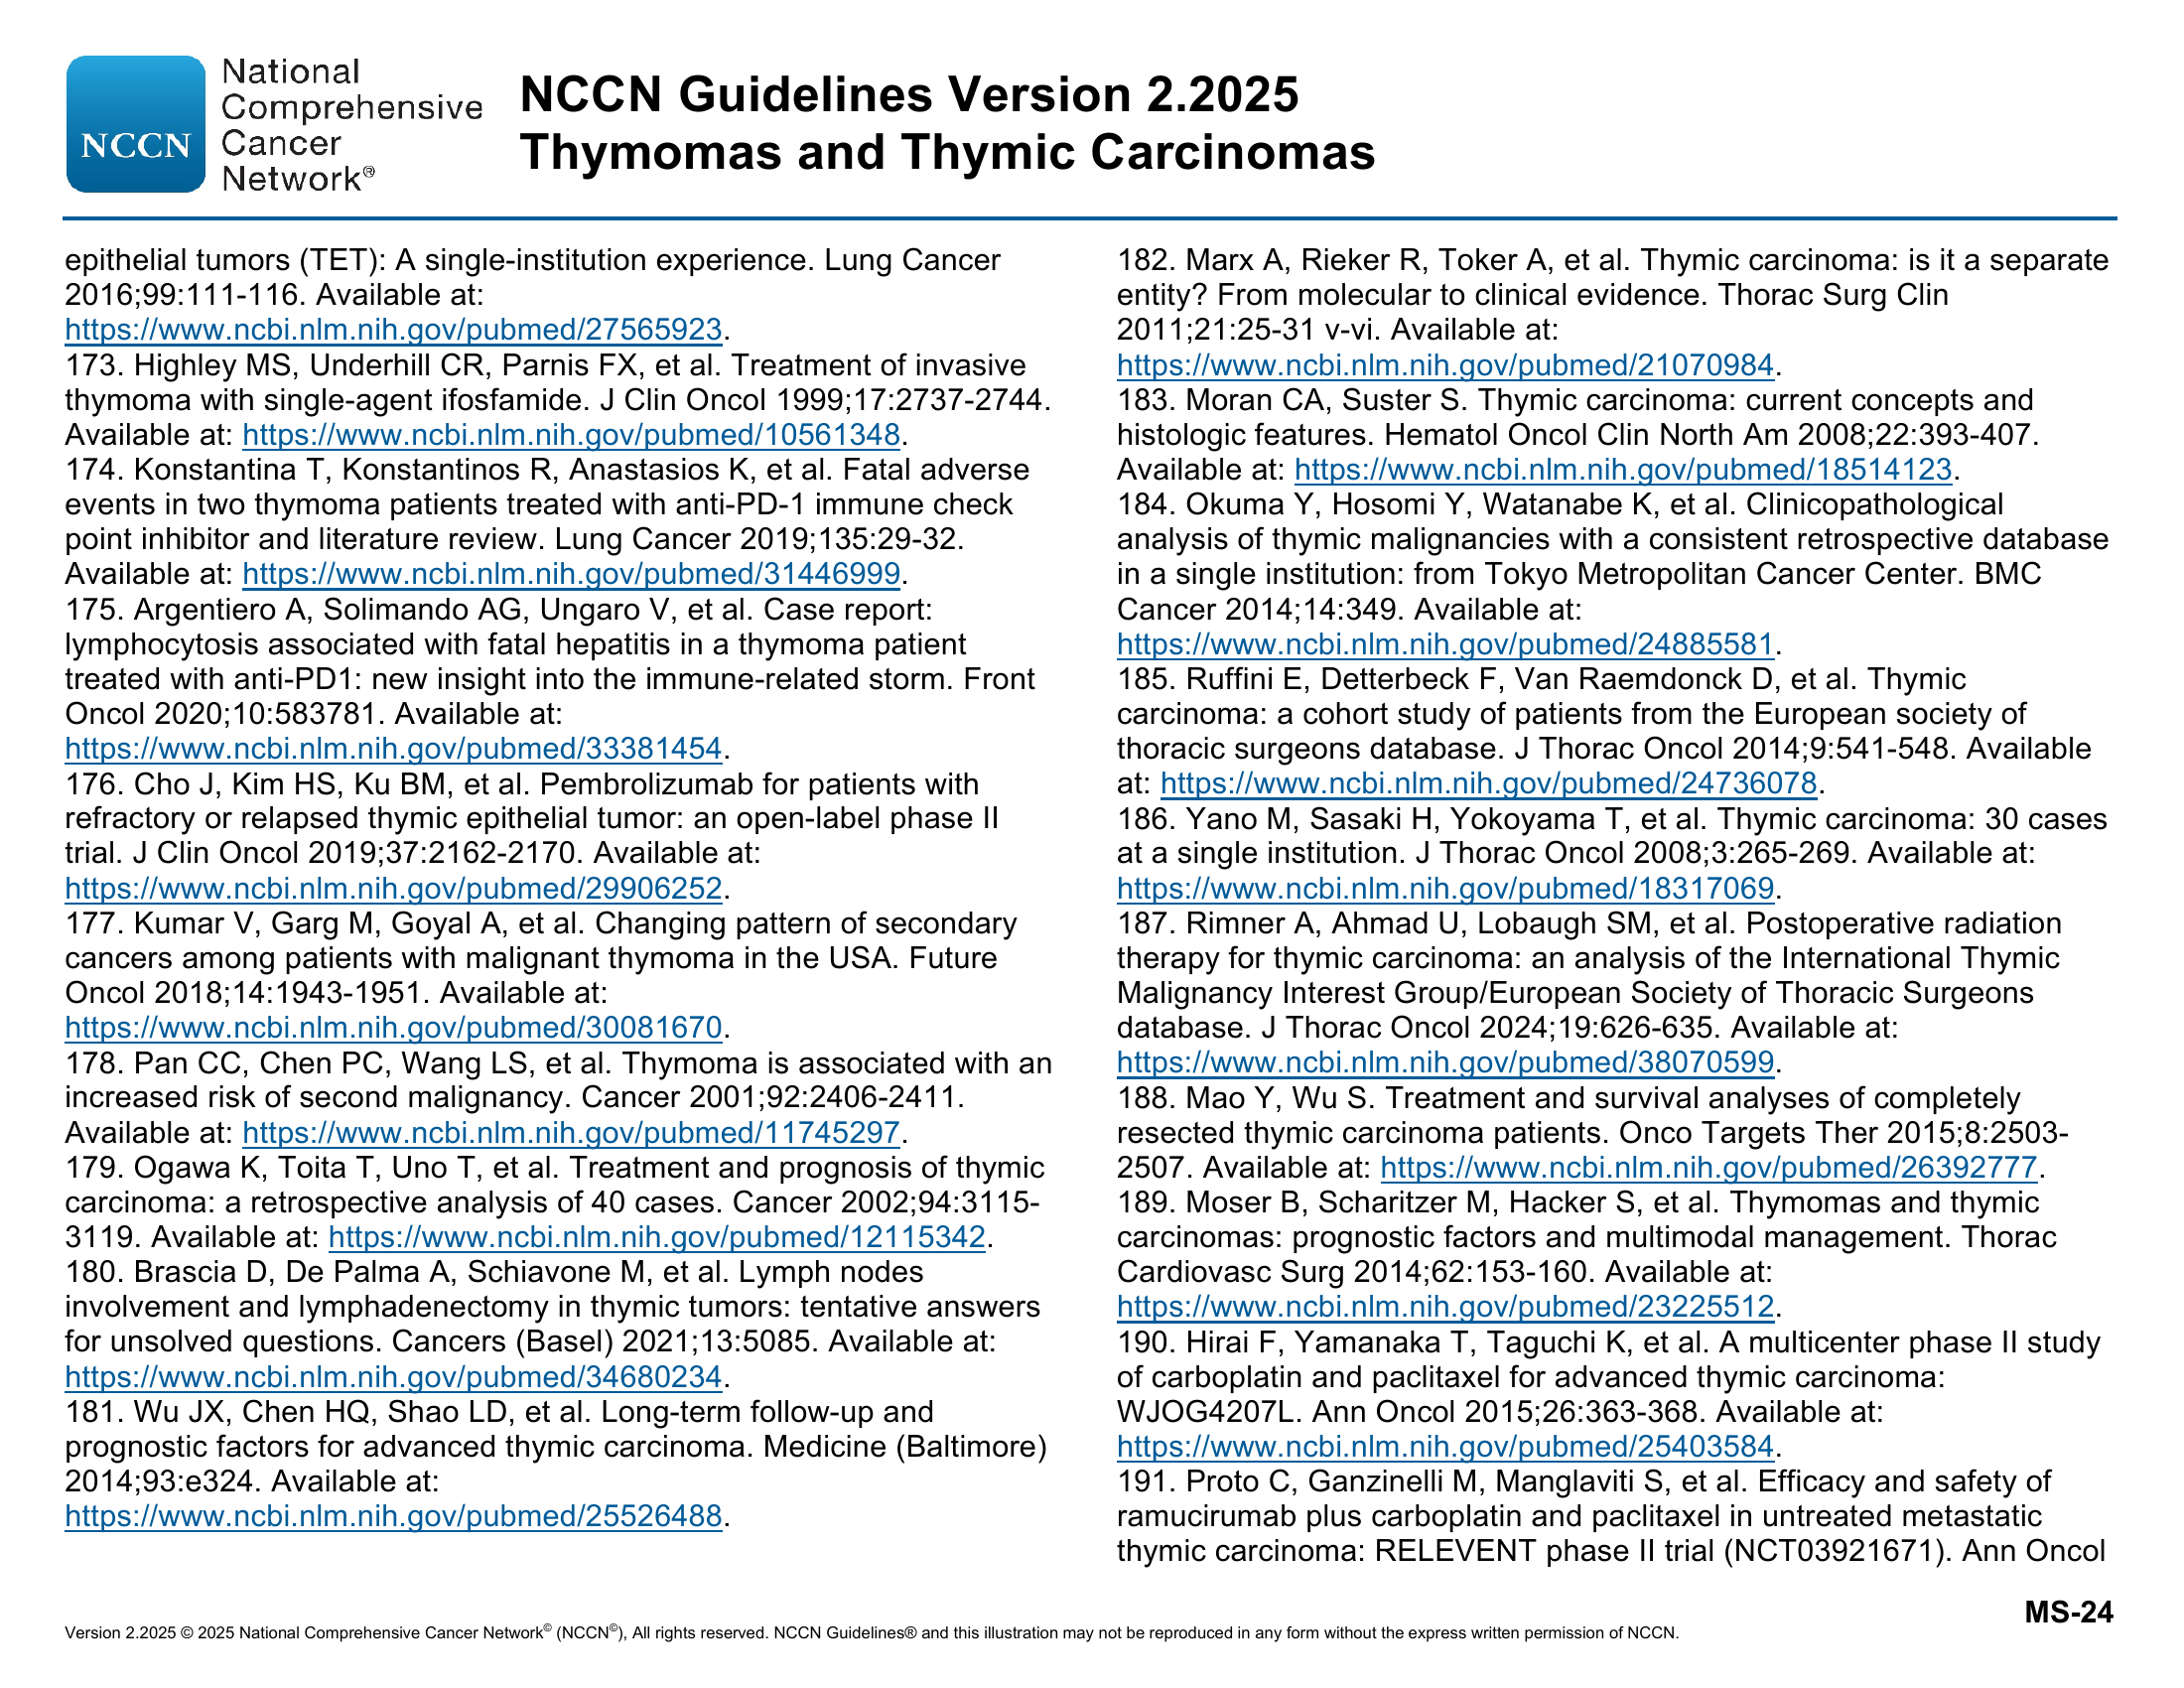 NCCN
National
Comprehensive
Cancer
Network®
NCCN Guidelines Version 2.2025
Thymomas and Thymic Carcinomas
epithelial tumors (TET): A single-institution experience. Lung Cancer
2016;99:111-116. Available at:
https://www.ncbi.nlm.nih.gov/pubmed/27565923.
173. Highley MS, Underhill CR, Parnis FX, et al. Treatment of invasive
thymoma with single-agent ifosfamide. J Clin Oncol 1999;17:2737-2744.
Available at: https://www.ncbi.nlm.nih.gov/pubmed/10561348.
174. Konstantina T, Konstantinos R, Anastasios K, et al. Fatal adverse
events in two thymoma patients treated with anti-PD-1 immune check
point inhibitor and literature review. Lung Cancer 2019;135:29-32.
Available at: https://www.ncbi.nlm.nih.gov/pubmed/31446999.
175. Argentiero A, Solimando AG, Ungaro V, et al. Case report:
lymphocytosis associated with fatal hepatitis in a thymoma patient
treated with anti-PD1: new insight into the immune-related storm. Front
Oncol 2020;10:583781. Available at:
https://www.ncbi.nlm.nih.gov/pubmed/33381454.
176. Cho J, Kim HS, Ku BM, et al. Pembrolizumab for patients with
refractory or relapsed thymic epithelial tumor: an open-label phase II
trial. J Clin Oncol 2019;37:2162-2170. Available at:
https://www.ncbi.nlm.nih.gov/pubmed/29906252.
177. Kumar V, Garg M, Goyal A, et al. Changing pattern of secondary
cancers among patients with malignant thymoma in the USA. Future
Oncol 2018;14:1943-1951. Available at:
https://www.ncbi.nlm.nih.gov/pubmed/30081670.
178. Pan CC, Chen PC, Wang LS, et al. Thymoma is associated with an
increased risk of second malignancy. Cancer 2001;92:2406-2411.
Available at: https://www.ncbi.nlm.nih.gov/pubmed/11745297.
179. Ogawa K, Toita T, Uno T, et al. Treatment and prognosis of thymic
carcinoma: a retrospective analysis of 40 cases. Cancer 2002;94:3115-
3119. Available at: https://www.ncbi.nlm.nih.gov/pubmed/12115342.
180. Brascia D, De Palma A, Schiavone M, et al. Lymph nodes
involvement and lymphadenectomy in thymic tumors: tentative answers
for unsolved questions. Cancers (Basel) 2021;13:5085. Available at:
https://www.ncbi.nlm.nih.gov/pubmed/34680234.
181. Wu JX, Chen HQ, Shao LD, et al. Long-term follow-up and
prognostic factors for advanced thymic carcinoma. Medicine (Baltimore)
2014;93:e324. Available at:
https://www.ncbi.nlm.nih.gov/pubmed/25526488.
182. Marx A, Rieker R, Toker A, et al. Thymic carcinoma: is it a separate
entity? From molecular to clinical evidence. Thorac Surg Clin
2011;21:25-31 v-vi. Available at:
https://www.ncbi.nlm.nih.gov/pubmed/21070984.
183. Moran CA, Suster S. Thymic carcinoma: current concepts and
histologic features. Hematol Oncol Clin North Am 2008;22:393-407.
Available at: https://www.ncbi.nlm.nih.gov/pubmed/18514123.
184. Okuma Y, Hosomi Y, Watanabe K, et al. Clinicopathological
analysis of thymic malignancies with a consistent retrospective database
in a single institution: from Tokyo Metropolitan Cancer Center. BMC
Cancer 2014;14:349. Available at:
https://www.ncbi.nlm.nih.gov/pubmed/24885581.
185. Ruffini E, Detterbeck F, Van Raemdonck D, et al. Thymic
carcinoma: a cohort study of patients from the European society of
thoracic surgeons database. J Thorac Oncol 2014;9:541-548. Available
at: https://www.ncbi.nlm.nih.gov/pubmed/24736078.
186. Yano M, Sasaki H, Yokoyama T, et al. Thymic carcinoma: 30 cases
at a single institution. J Thorac Oncol 2008;3:265-269. Available at:
https://www.ncbi.nlm.nih.gov/pubmed/18317069.
187. Rimner A, Ahmad U, Lobaugh SM, et al. Postoperative radiation
therapy for thymic carcinoma: an analysis of the International Thymic
Malignancy Interest Group/European Society of Thoracic Surgeons
database. J Thorac Oncol 2024;19:626-635. Available at:
https://www.ncbi.nlm.nih.gov/pubmed/38070599.
188. Mao Y, Wu S. Treatment and survival analyses of completely
resected thymic carcinoma patients. Onco Targets Ther 2015;8:2503-
2507. Available at: https://www.ncbi.nlm.nih.gov/pubmed/26392777.
189. Moser B, Scharitzer M, Hacker S, et al. Thymomas and thymic
carcinomas: prognostic factors and multimodal management. Thorac
Cardiovasc Surg 2014;62:153-160. Available at:
https://www.ncbi.nlm.nih.gov/pubmed/23225512.
190. Hirai F, Yamanaka T, Taguchi K, et al. A multicenter phase II study
of carboplatin and paclitaxel for advanced thymic carcinoma:
WJOG4207L. Ann Oncol 2015;26:363-368. Available at:
https://www.ncbi.nlm.nih.gov/pubmed/25403584.
191. Proto C, Ganzinelli M, Manglaviti S, et al. Efficacy and safety of
ramucirumab plus carboplatin and paclitaxel in untreated metastatic
thymic carcinoma: RELEVENT phase II trial (NCT03921671). Ann Oncol
MS-24
Version 2.2025 © 2025 National Comprehensive Cancer Network© (NCCN©), All rights reserved. NCCN Guidelines® and this illustration may not be reproduced in any form without the express written permission of NCCN.